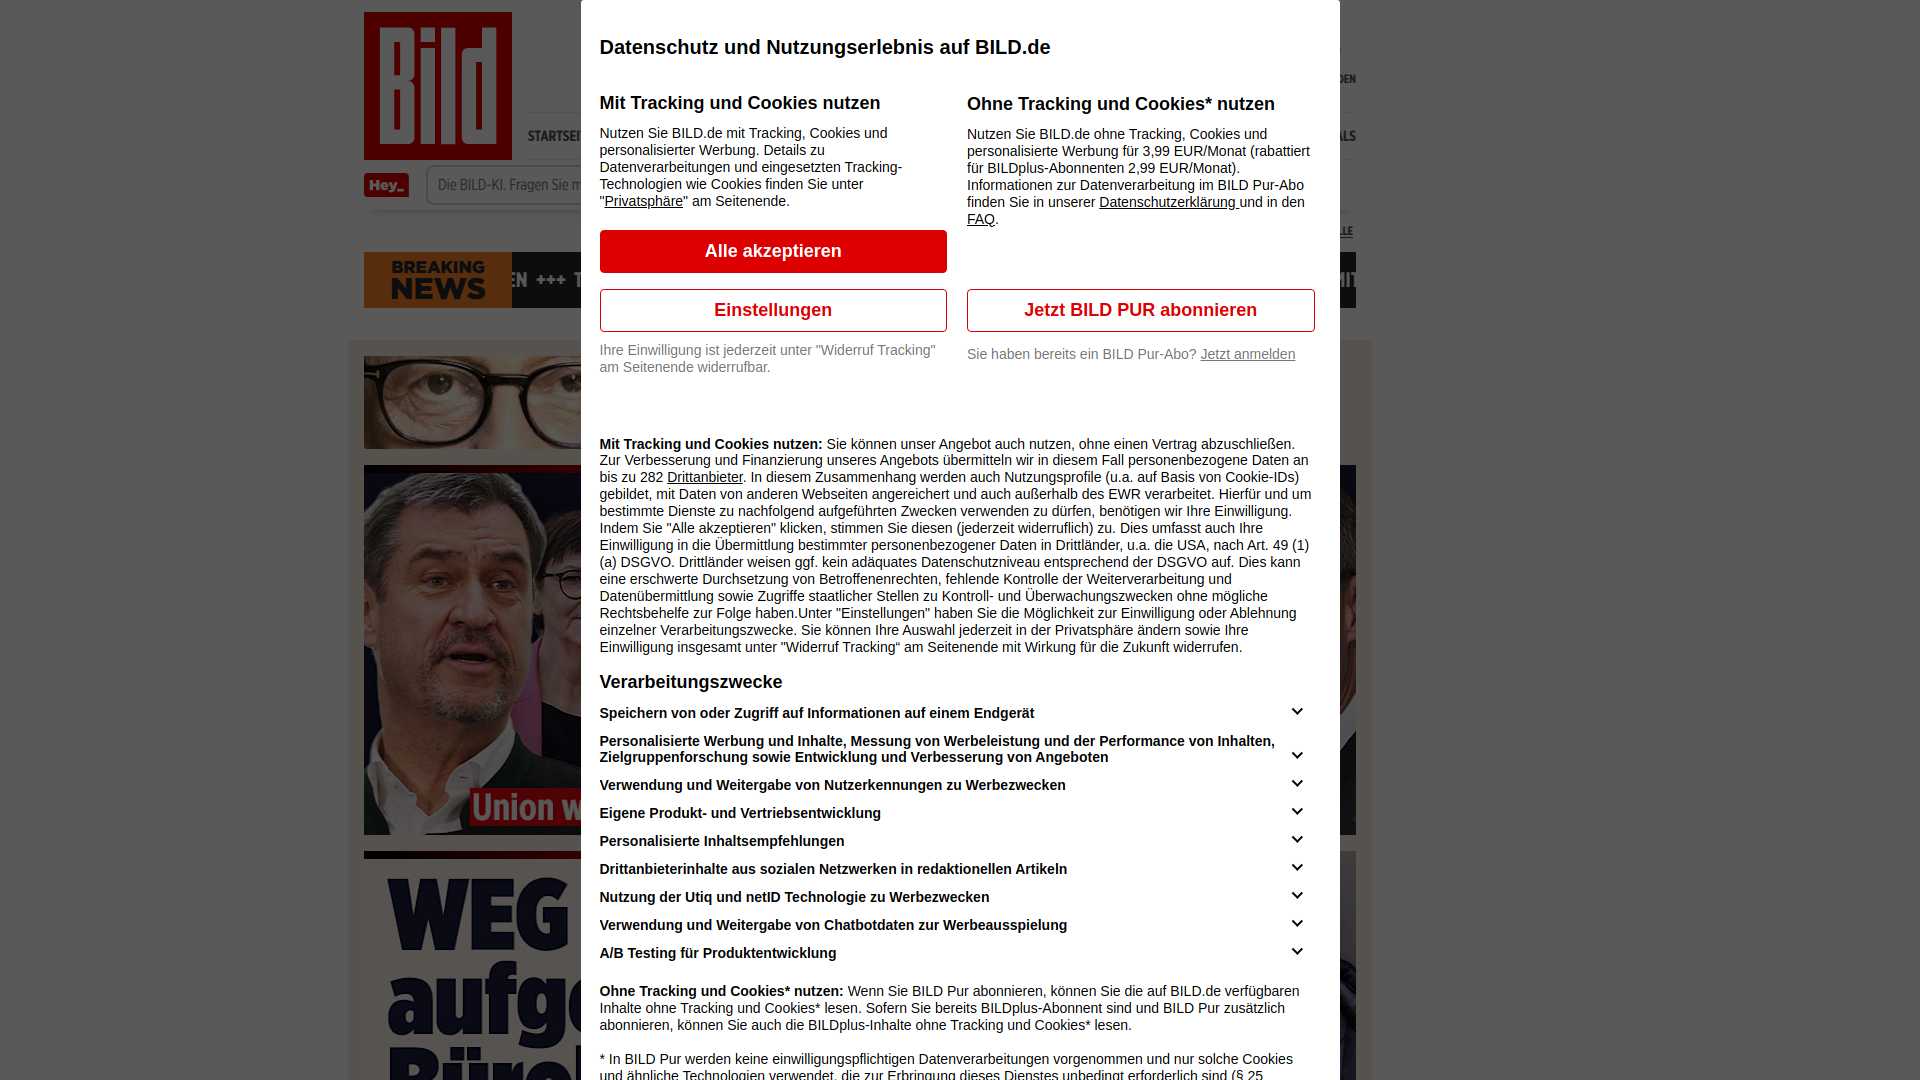 Bild
Datenschutz und Nutzungserlebnis auf BILD.de
Mit Tracking und Cookies nutzen
Nutzen Sie BILD.de mit Tracking, Cookies und
personalisierter Werbung. Details zu
Datenverarbeitungen und eingesetzten Tracking-
Technologien wie Cookies finden Sie unter
"Privatsphäre" am Seitenende.
Alle akzeptieren
Einstellungen
Ihre Einwilligung ist jederzeit unter "Widerruf Tracking"
am Seitenende widerrufbar.
Ohne Tracking und Cookies* nutzen
Nutzen Sie BILD.de ohne Tracking, Cookies und
personalisierte Werbung für 3,99 EUR/Monat (rabattiert
für BILDplus-Abonnenten 2,99 EUR/Monat).
Informationen zur Datenverarbeitung im BILD Pur-Abo
finden Sie in unserer Datenschutzerklärung und in den
FAQ.
Jetzt BILD PUR abonnieren
Sie haben bereits ein BILD Pur-Abo? Jetzt anmelden
Hey_
Die BILD-KI. Fragen Sie
BREAKING
NEWS
+++
Mit Tracking und Cookies nutzen: Sie können unser Angebot auch nutzen, ohne einen Vertrag abzuschließen.
Zur Verbesserung und Finanzierung unseres Angebots übermitteln wir in diesem Fall personenbezogene Daten an
bis zu 282 Drittanbieter. In diesem Zusammenhang werden auch Nutzungsprofile (u.a. auf Basis von Cookie-IDs)
gebildet, mit Daten von anderen Webseiten angereichert und auch außerhalb des EWR verarbeitet. Hierfür und um
bestimmte Dienste zu nachfolgend aufgeführten Zwecken verwenden zu dürfen, benötigen wir Ihre Einwilligung.
Indem Sie "Alle akzeptieren" klicken, stimmen Sie diesen (jederzeit widerruflich) zu. Dies umfasst auch Ihre
Einwilligung in die Übermittlung bestimmter personenbezogener Daten in Drittländer, u.a. die USA, nach Art. 49 (1)
(a) DSGVO. Drittländer weisen ggf. kein adäquates Datenschutzniveau entsprechend der DSGVO auf. Dies kann
eine erschwerte Durchsetzung von Betroffenenrechten, fehlende Kontrolle der Weiterverarbeitung und
Datenübermittlung sowie Zugriffe staatlicher Stellen zu Kontroll- und Überwachungszwecken ohne mögliche
Rechtsbehelfe zur Folge haben.Unter "Einstellungen" haben Sie die Möglichkeit zur Einwilligung oder Ablehnung
einzelner Verarbeitungszwecke. Sie können Ihre Auswahl jederzeit in der Privatsphäre ändern sowie Ihre
Einwilligung insgesamt unter "Widerruf Tracking“ am Seitenende mit Wirkung für die Zukunft widerrufen.
Verarbeitungszwecke
Speichern von oder Zugriff auf Informationen auf einem Endgerät
Personalisierte Werbung und Inhalte, Messung von Werbeleistung und der Performance von Inhalten,
Zielgruppenforschung sowie Entwicklung und Verbesserung von Angeboten
Verwendung und Weitergabe von Nutzerkennungen zu Werbezwecken
Eigene Produkt- und Vertriebsentwicklung
Personalisierte Inhaltsempfehlungen
Drittanbieterinhalte aus sozialen Netzwerken in redaktionellen Artikeln
Nutzung der Utiq und netID Technologie zu Werbezwecken
Verwendung und Weitergabe von Chatbotdaten zur Werbeausspielung
A/B Testing für Produktentwicklung
Ohne Tracking und Cookies* nutzen: Wenn Sie BILD Pur abonnieren, können Sie die auf BILD.de verfügbaren
Inhalte ohne Tracking und Cookies* lesen. Sofern Sie bereits BILDplus-Abonnent sind und BILD Pur zusätzlich
abonnieren, können Sie auch die BILDplus-Inhalte ohne Tracking und Cookies* lesen.
* In BILD Pur werden keine einwilligungspflichtigen Datenverarbeitungen vorgenommen und nur solche Cookies
und ähnliche Technologien verwendet, die zur Erbringung dieses Dienstes unbedingt erforderlich sind (§ 25
Union
WEG